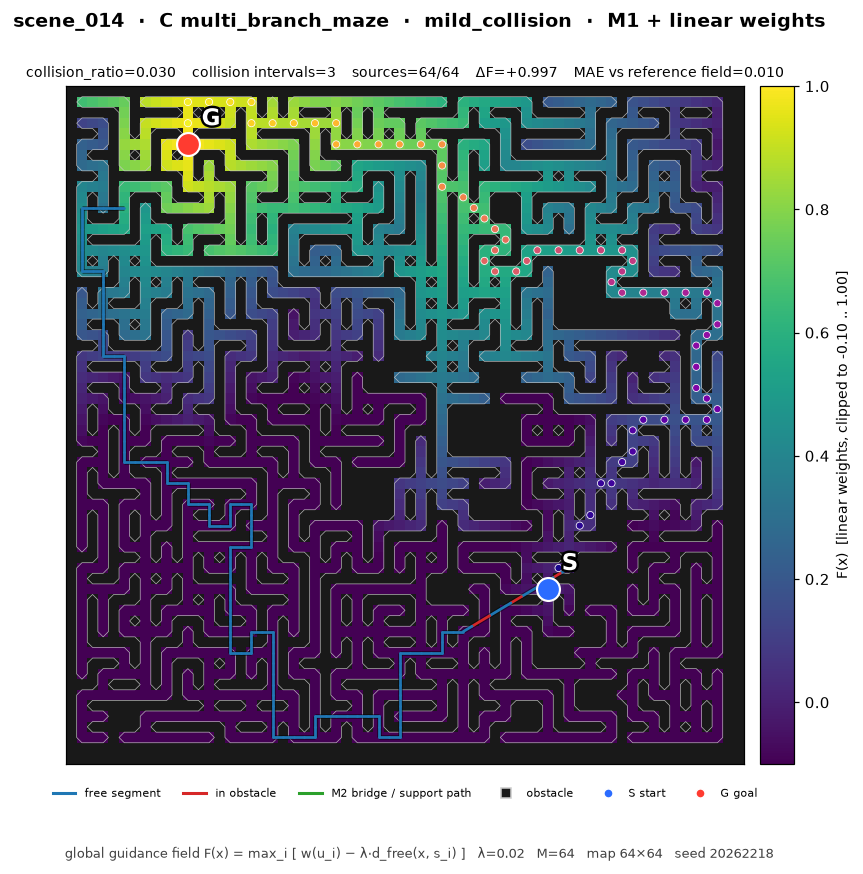 scene_014  ·  C multi_branch_maze  ·  mild_collision  ·  M1 + linear weights
collision_ratio=0.030    collision intervals=3    sources=64/64    ΔF=+0.997    MAE vs reference field=0.010
G
S
1.0
0.8
0.6
0.4
0.2
0.0
F(x)  [linear weights, clipped to -0.10 .. 1.00]
free segment
in obstacle
M2 bridge / support path
obstacle
S start
G goal
global guidance field F(x) = max_i [ w(u_i) − λ·d_free(x, s_i) ]   λ=0.02   M=64   map 64×64   seed 20262218